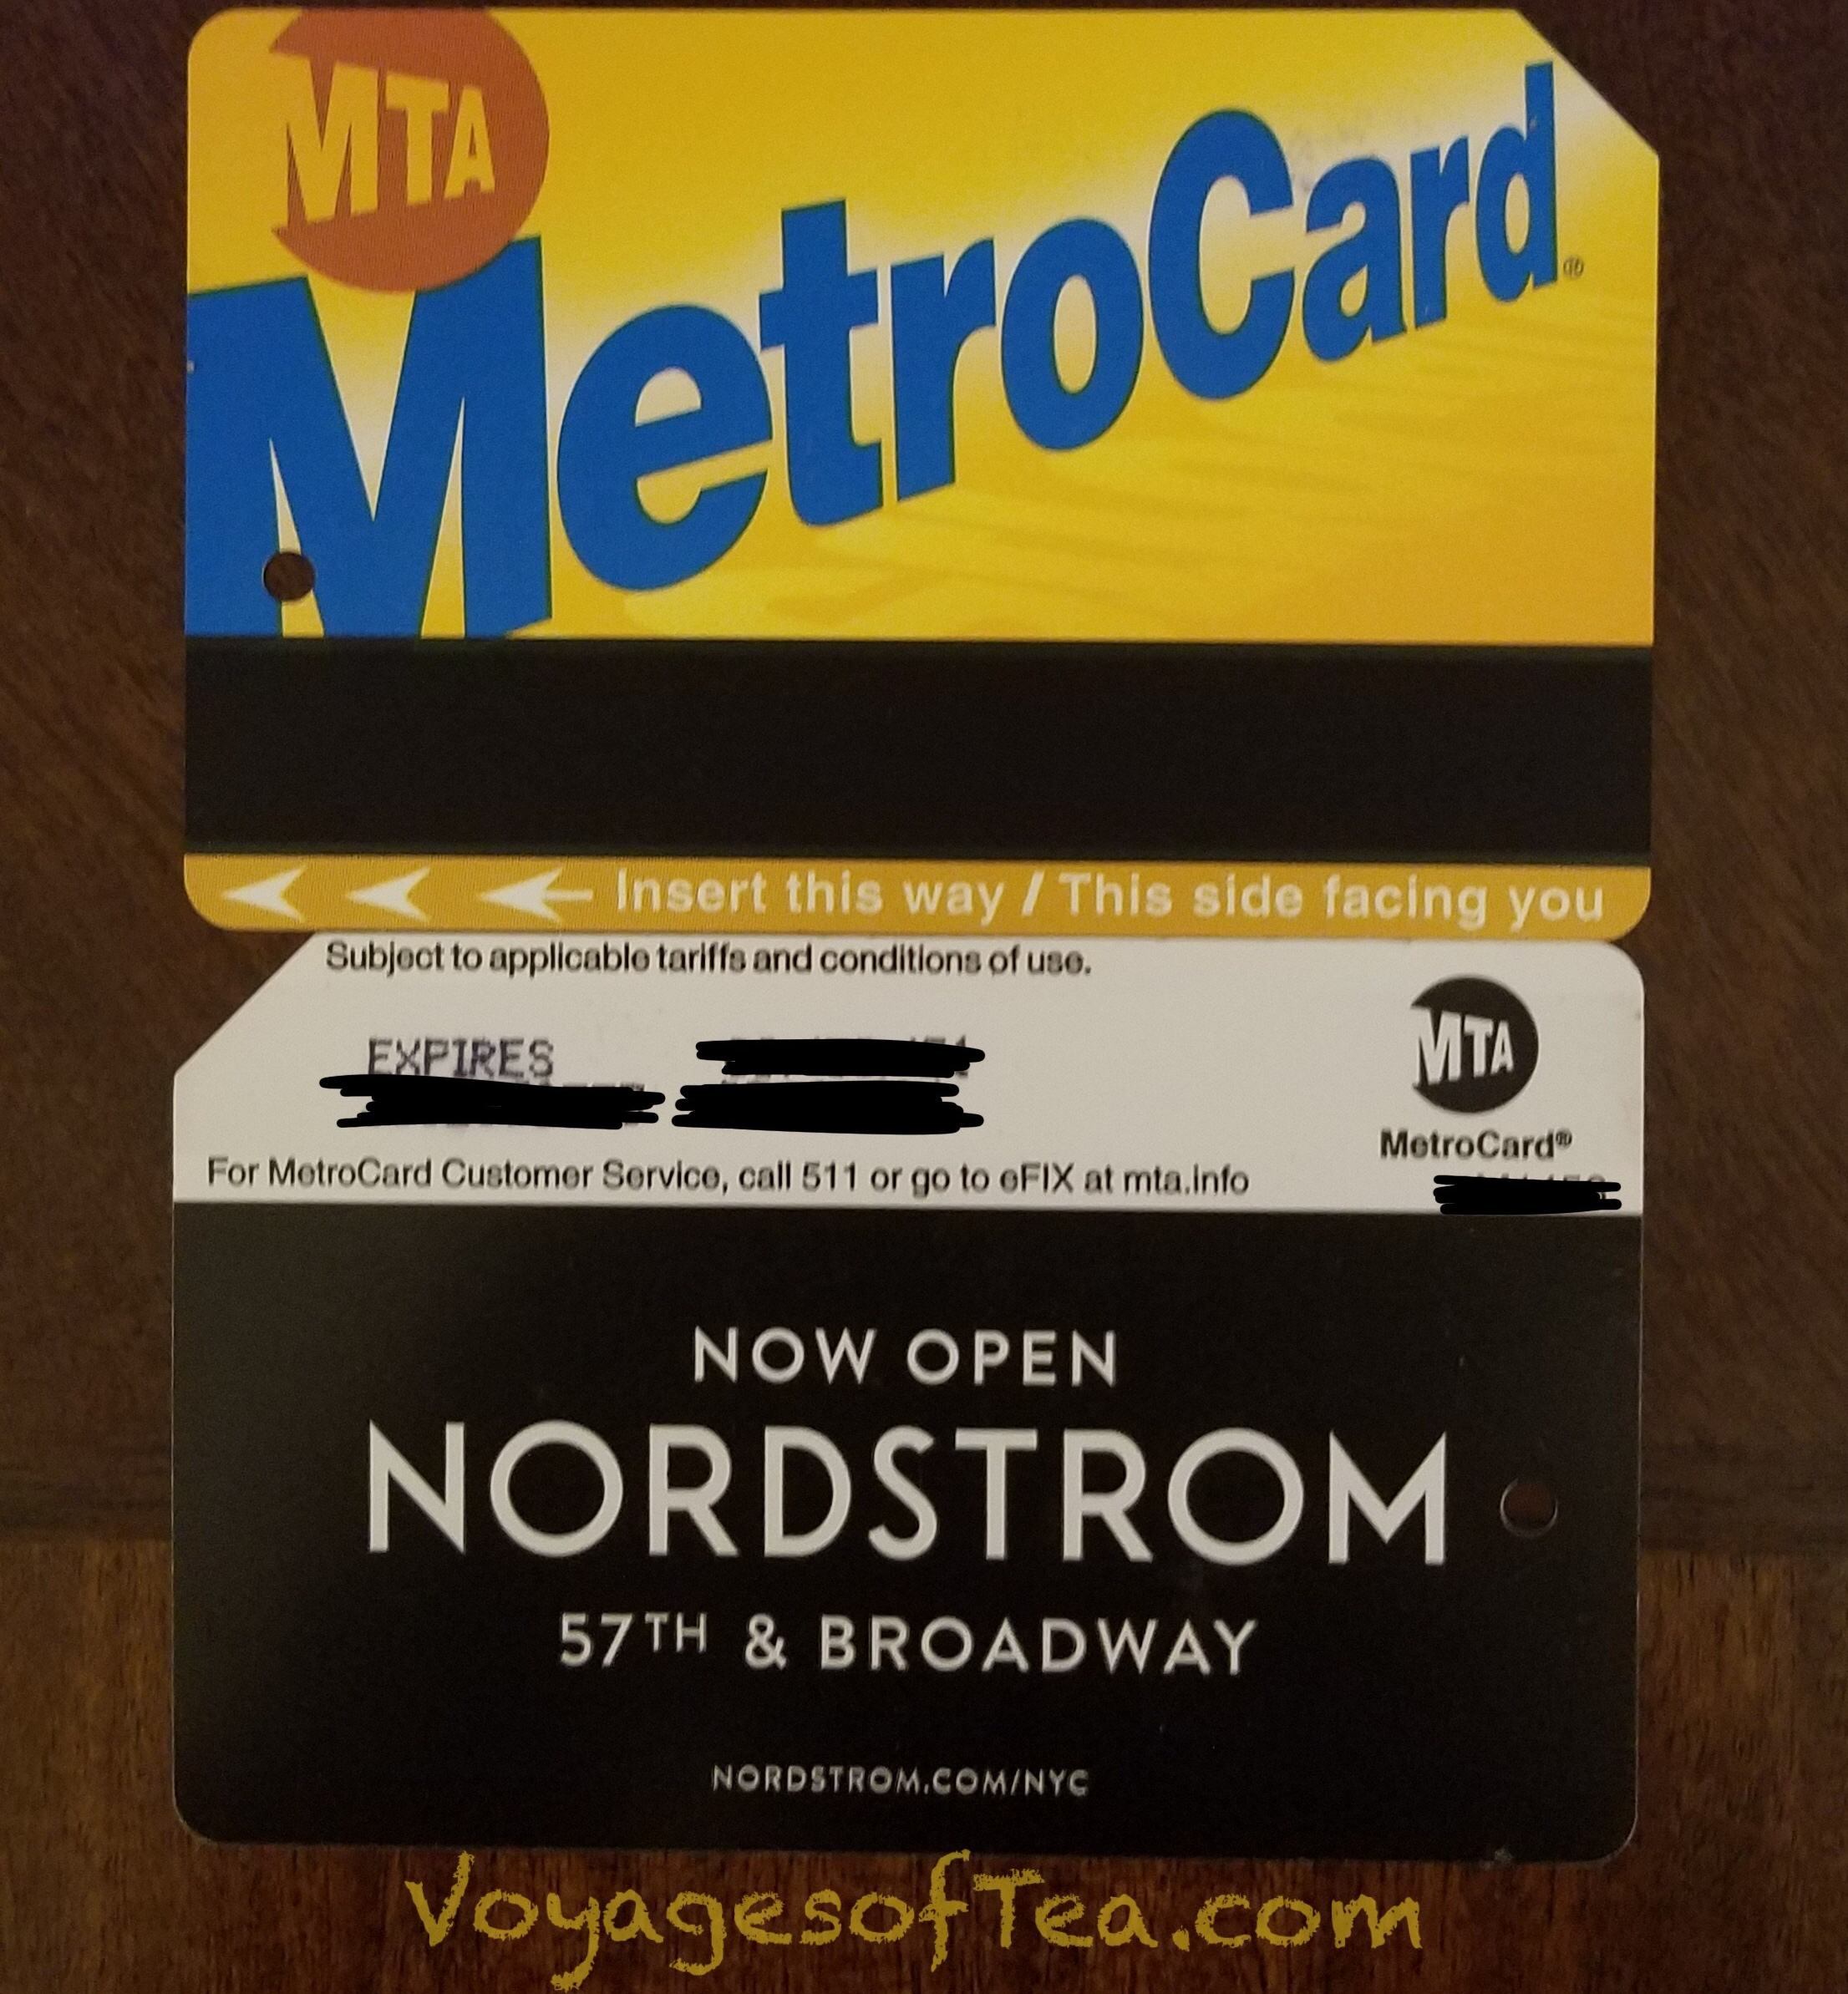 MTA
MetroCard®
Insert this way / This side facing you
Subject to applicable tariffs and conditions of use.
EXPIRES
MTA
MetroCard®
For MetroCard Customer Service, call 511 or go to eFIX at mta.info
NOW OPEN
NORDSTROM
57TH & BROADWAY
NORDSTROM.COM/NYC
VoyagesofTea.com